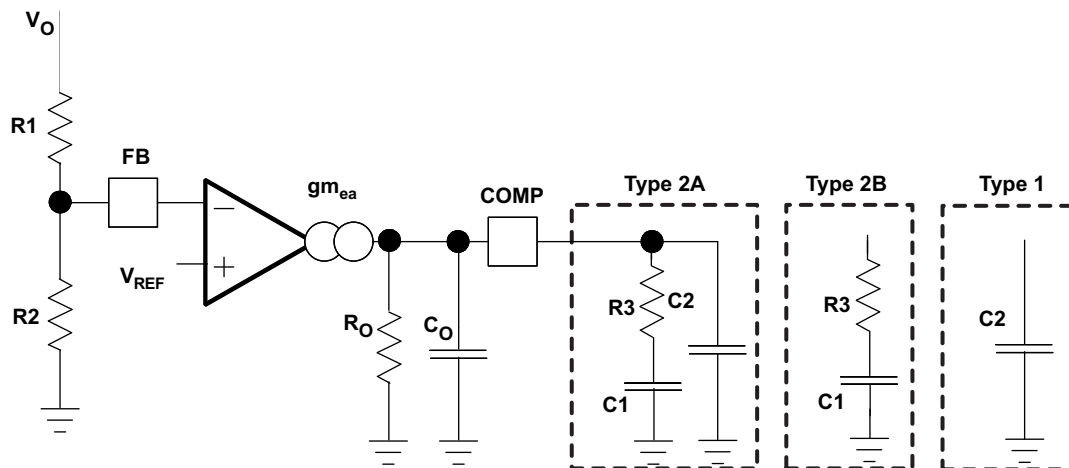 VO
R1
FB
gmea
COMP
Type 2A
Type 2B
Type 1
VREF
R2
RO
CO
R3
C2
C1
R3
C1
C2